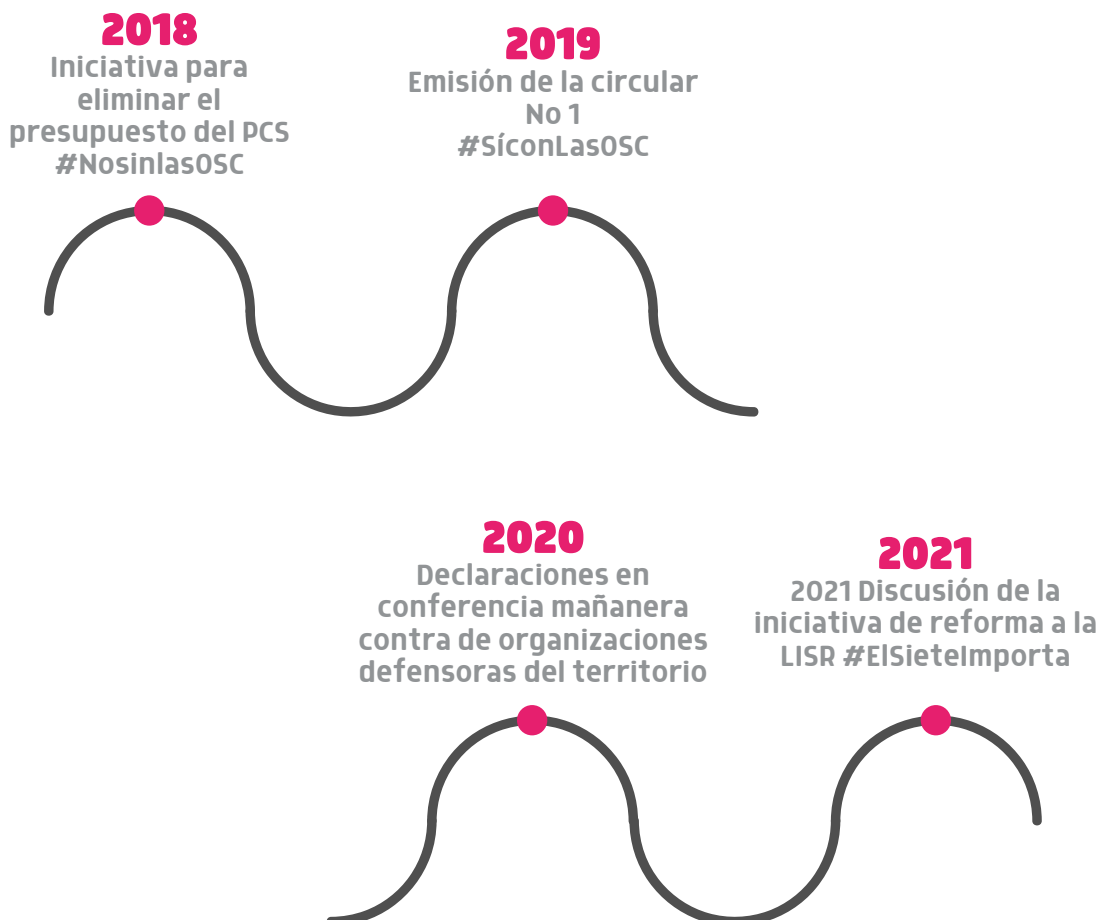 2018
Iniciativa para
eliminar el
presupuesto del PCS
#NosinlasOSC
2019
Emisión de la circular
No 1
#SíconLasOSC
2020
Declaraciones en
conferencia mañanera
contra de organizaciones
defensoras del territorio
2021
2021 Discusión de la
iniciativa de reforma a la
LISR #ElSieteImporta